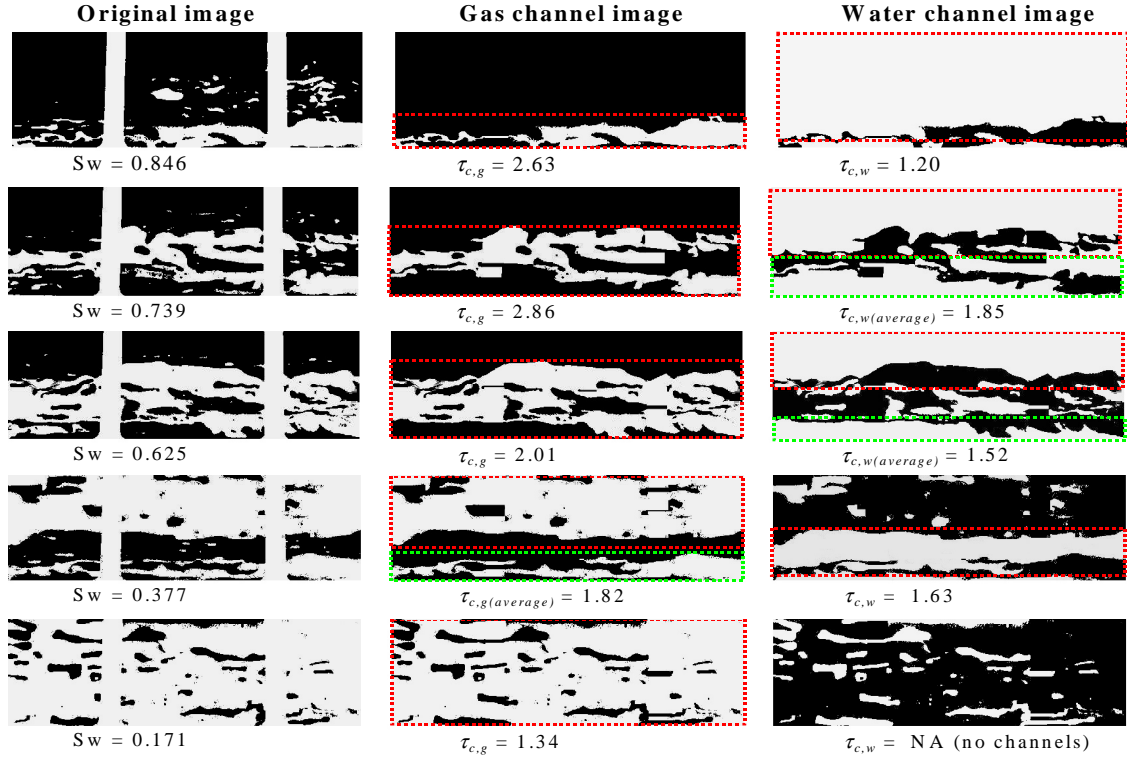 Original image Gas channel image Water channel image
Sw = 0.846 τc,g = 2.63 τc,w = 1.20
Sw = 0.739 τc,g = 2.86 τc,w(average) = 1.85
Sw = 0.625 τc,g = 2.01 τc,w(average) = 1.52
Sw = 0.377 τc,g(average) = 1.82 τc,w = 1.63
Sw = 0.171 τc,g = 1.34 τc,w = NA (no channels)